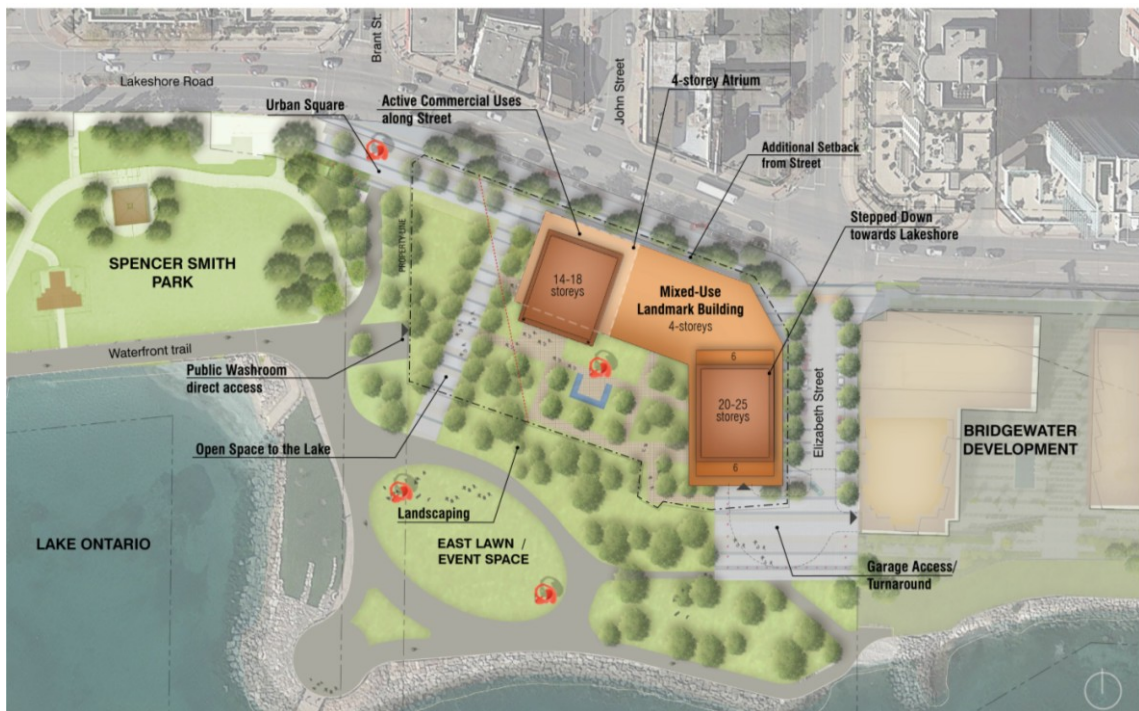 Lakeshore Road
Brant St.
John Street
4-storey Atrium
Urban Square
Active Commercial Uses
along Street
Additional Setback
from Street
Stepped Down
towards Lakeshore
SPENCER SMITH
PARK
PROPERTY LINE
14-18
storeys
Mixed-Use
Landmark Building
4-storeys
6
20-25
storeys
6
Elizabeth Street
Waterfront trail
Public Washroom
direct access
Open Space to the Lake
BRIDGEWATER
DEVELOPMENT
Landscaping
LAKE ONTARIO
EAST LAWN /
EVENT SPACE
Garage Access/
Turnaround